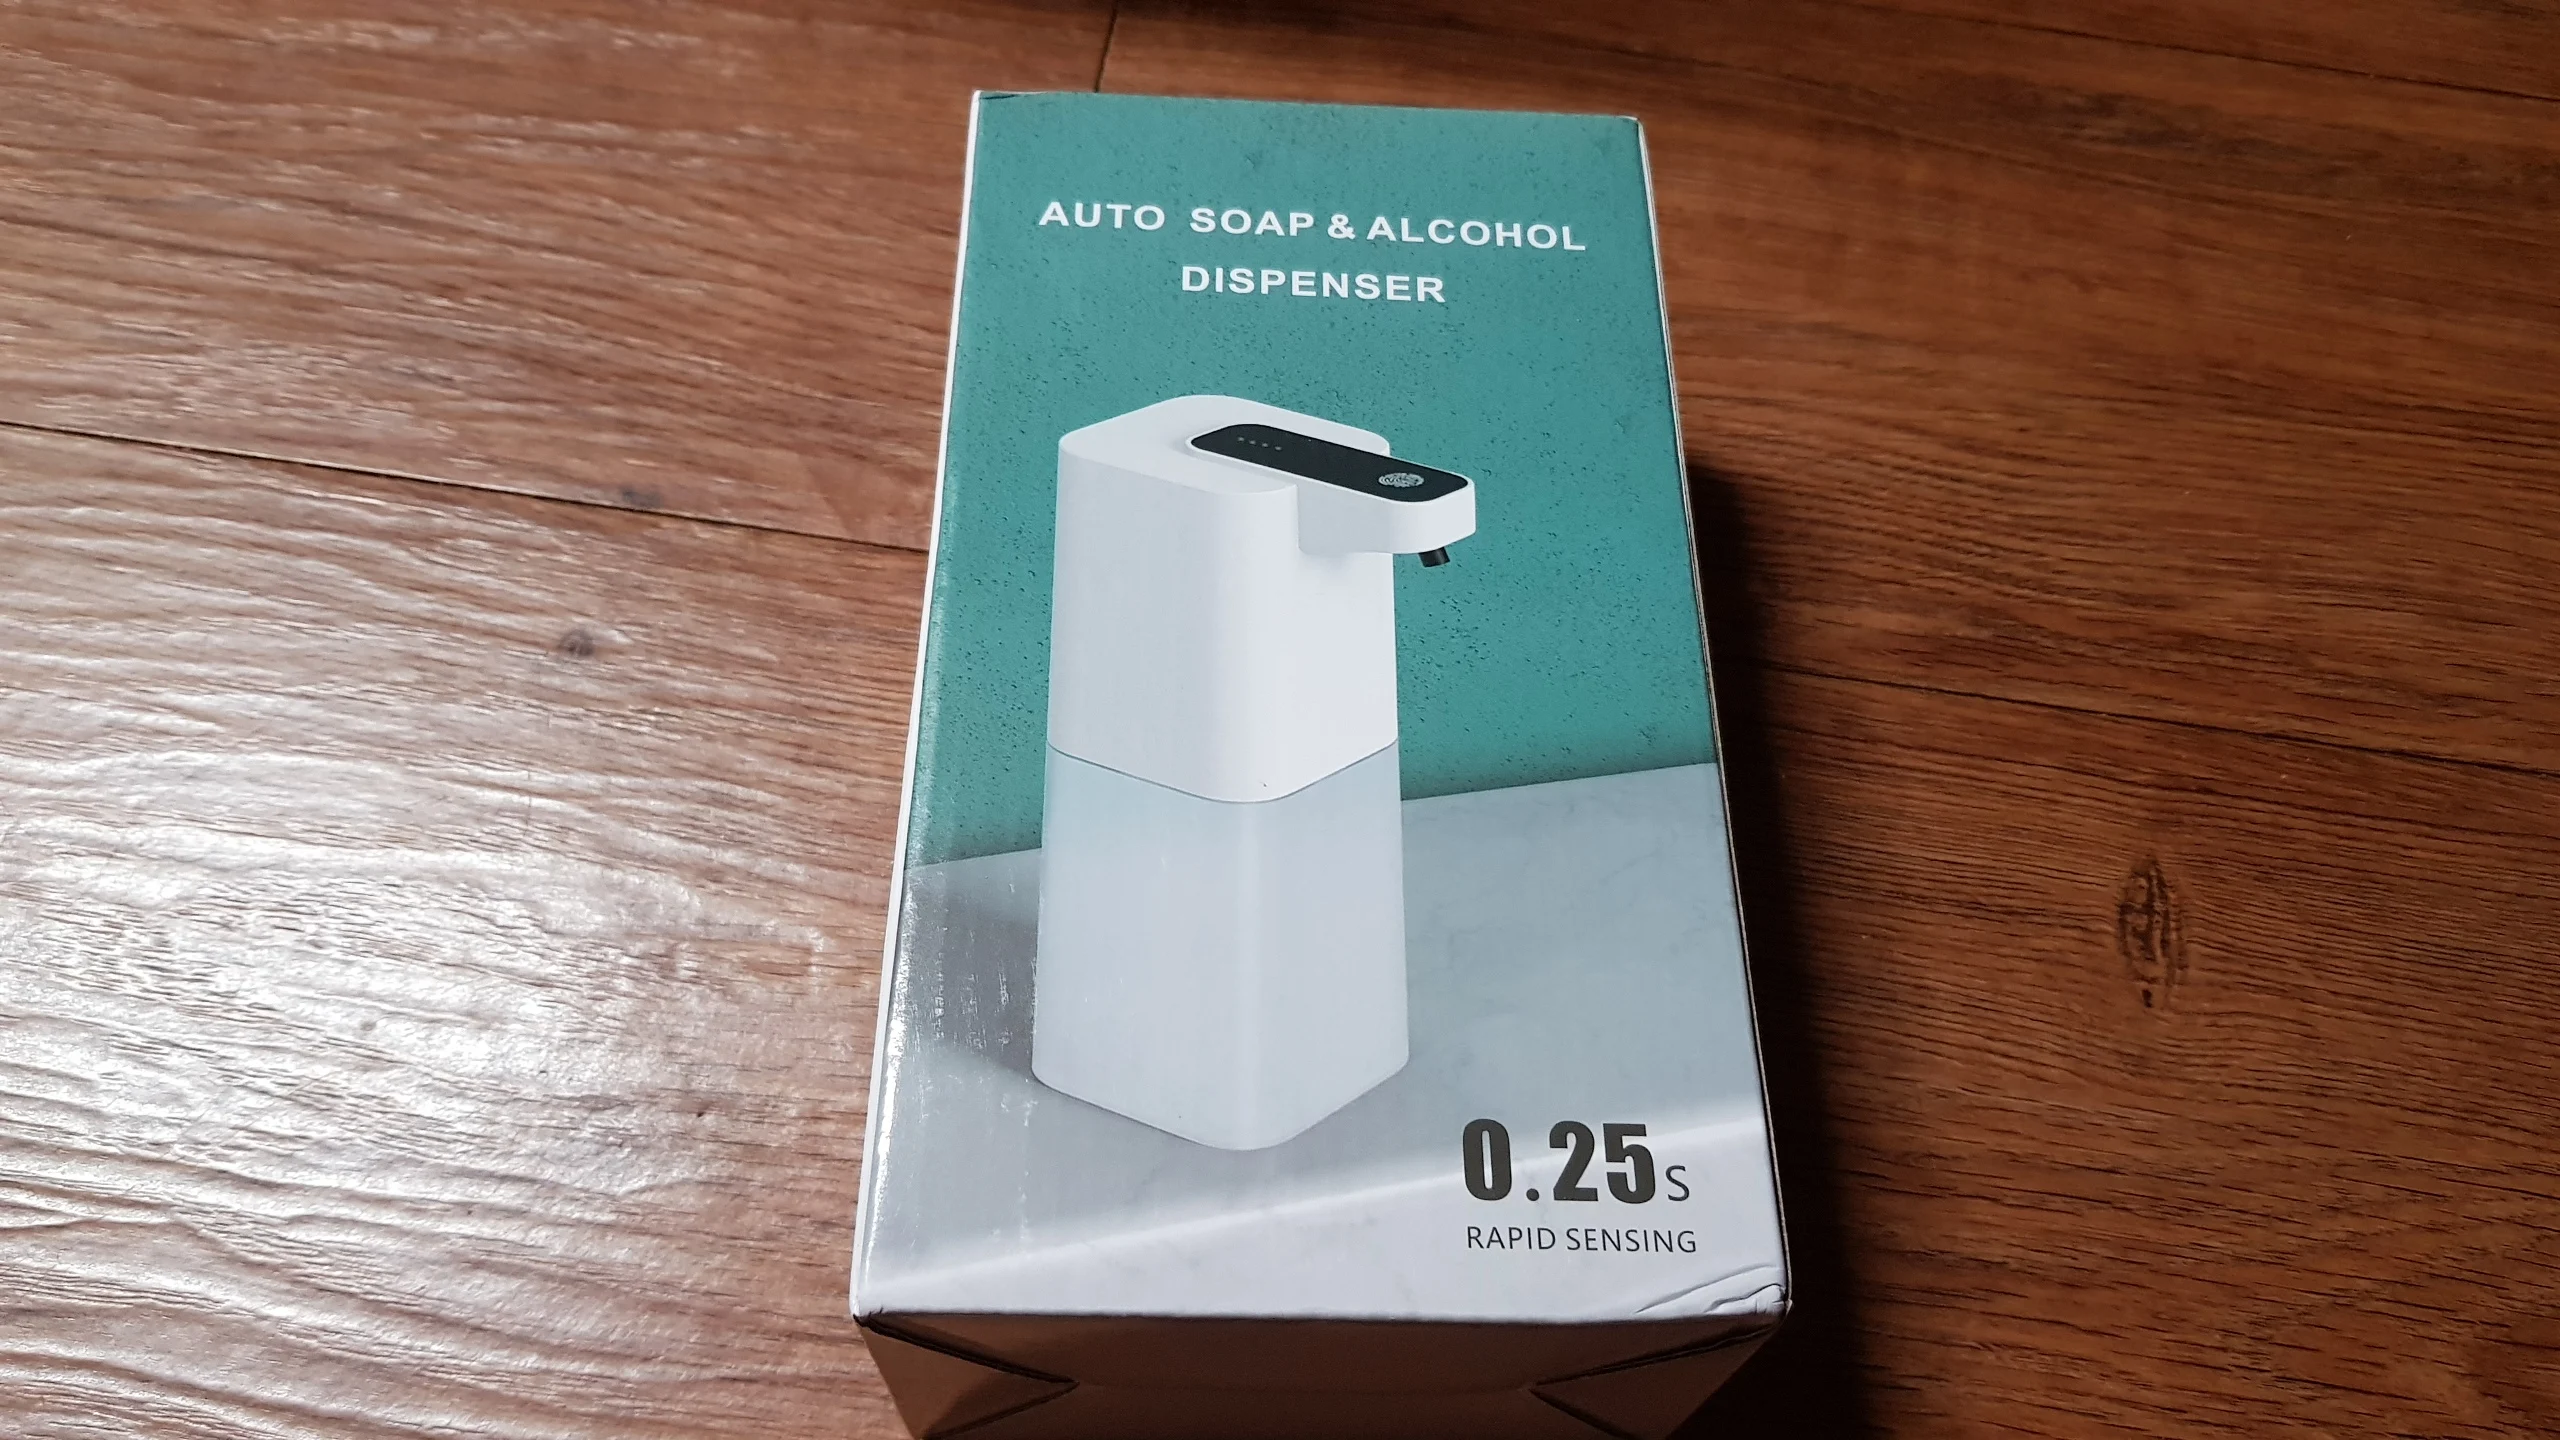 AUTO SOAP & ALCOHOL
DISPENSER
0.25s
RAPID SENSING